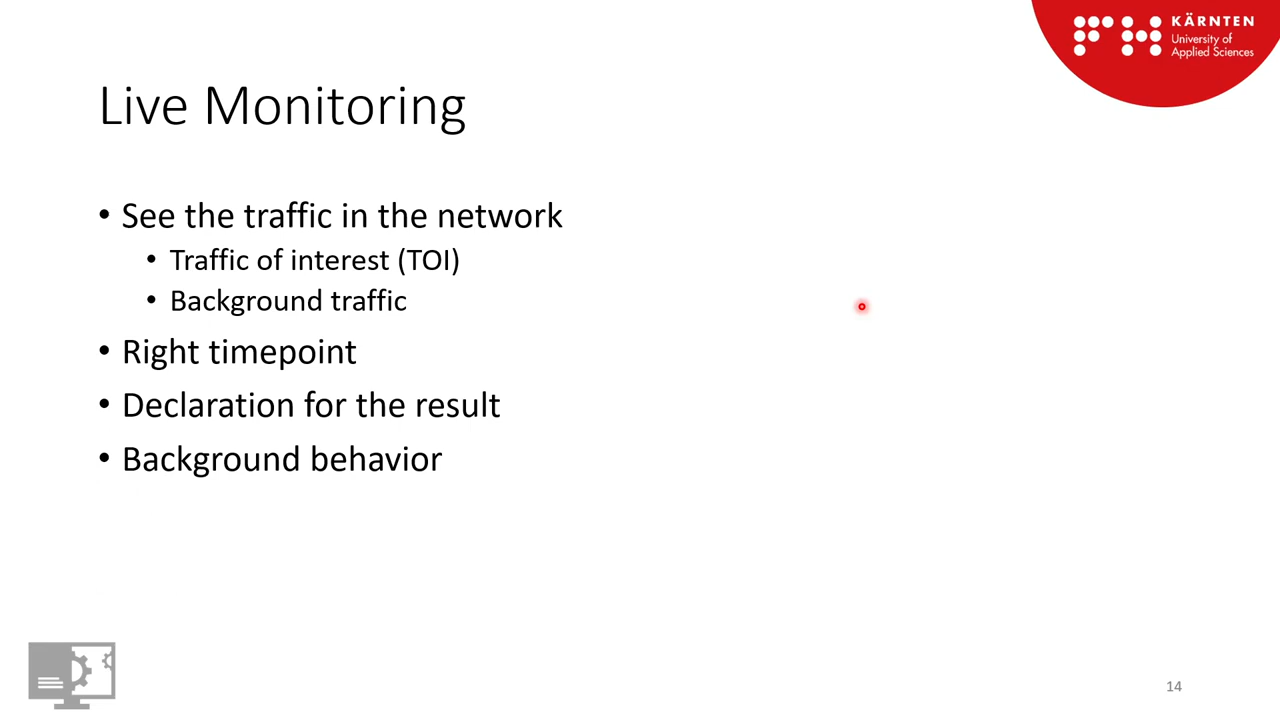 KÄRNTEN
University of
Applied Sciences
Live Monitoring
• See the traffic in the network
• Traffic of interest (TOI)
• Background traffic
• Right timepoint
• Declaration for the result
• Background behavior
14